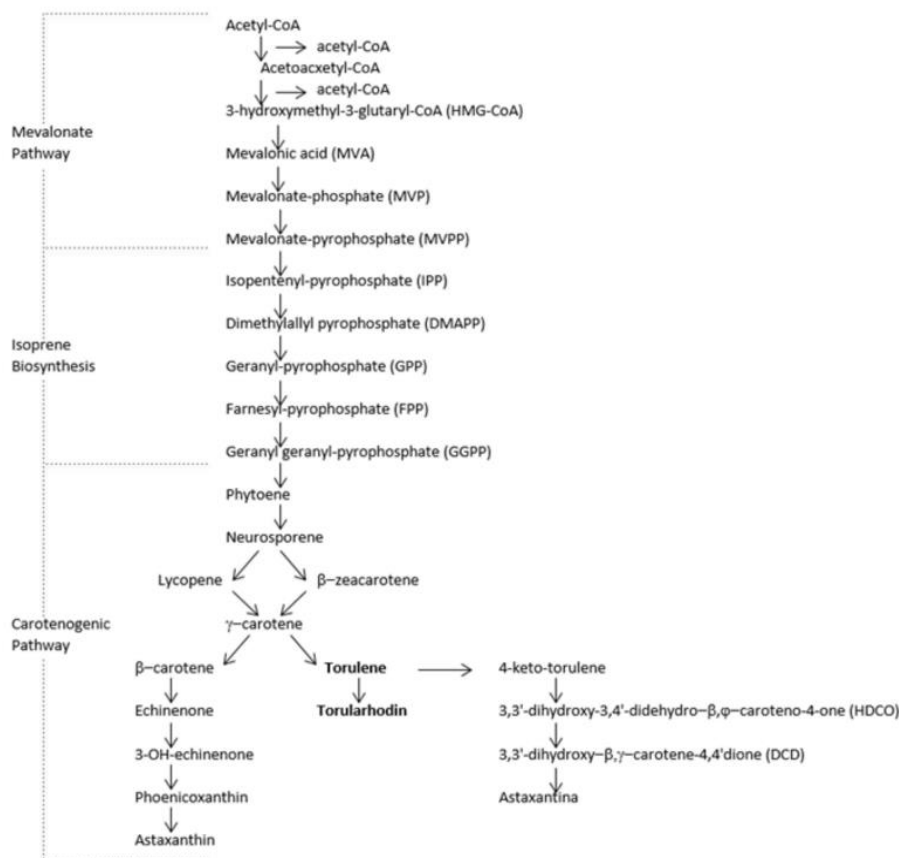 Acetyl-CoA
acetyl-CoA
Acetoacxetyl-CoA
acetyl-CoA
3-hydroxymethyl-3-glutaryl-CoA (HMG-CoA)
Mevalonate
Pathway
Mevalonic acid (MVA)
Mevalonate-phosphate (MVP)
Mevalonate-pyrophosphate (MVPP)
Isopentenyl-pyrophosphate (IPP)
Dimethylallyl pyrophosphate (DMAPP)
Isoprene
Biosynthesis
Geranyl-pyrophosphate (GPP)
Farnesyl-pyrophosphate (FPP)
Geranyl geranyl-pyrophosphate (GGPP)
Phytoene
Neurosporene
Lycopene
β–zeacarotene
Carotenogenic
Pathway
γ–carotene
β–carotene
Torulene
4-keto-torulene
Echinenone
Torularhodin
3,3'-dihydroxy-3,4'-didehydro–β,φ–caroteno-4-one (HDCO)
3-OH-echinenone
3,3'-dihydroxy–β,γ–carotene-4,4'dione (DCD)
Phoenicoxanthin
Astaxantina
Astaxanthin